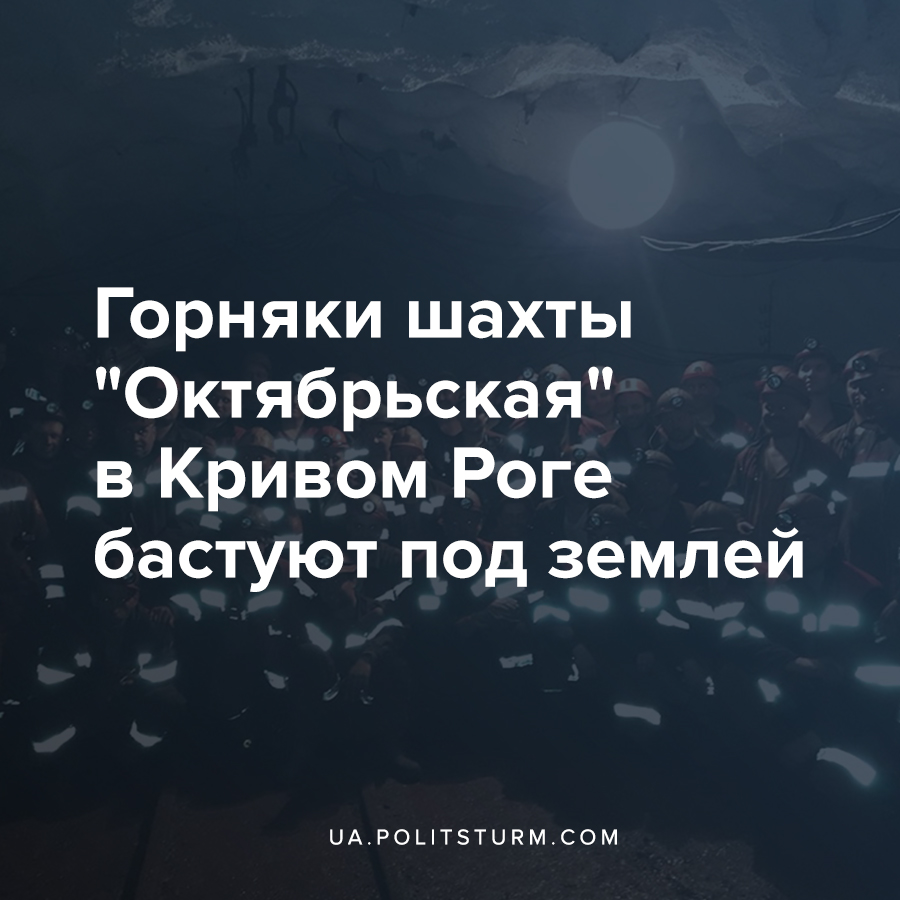 Горняки шахты
"Октябрьская"
в Кривом Роге
бастуют под землей
UA.POLITSTURM.COM